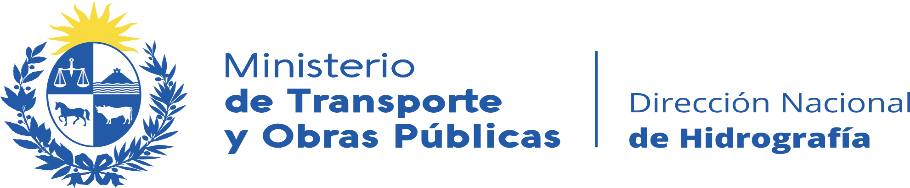 Ministerio
de Transporte
y Obras Públicas
Dirección Nacional
de Hidrografía